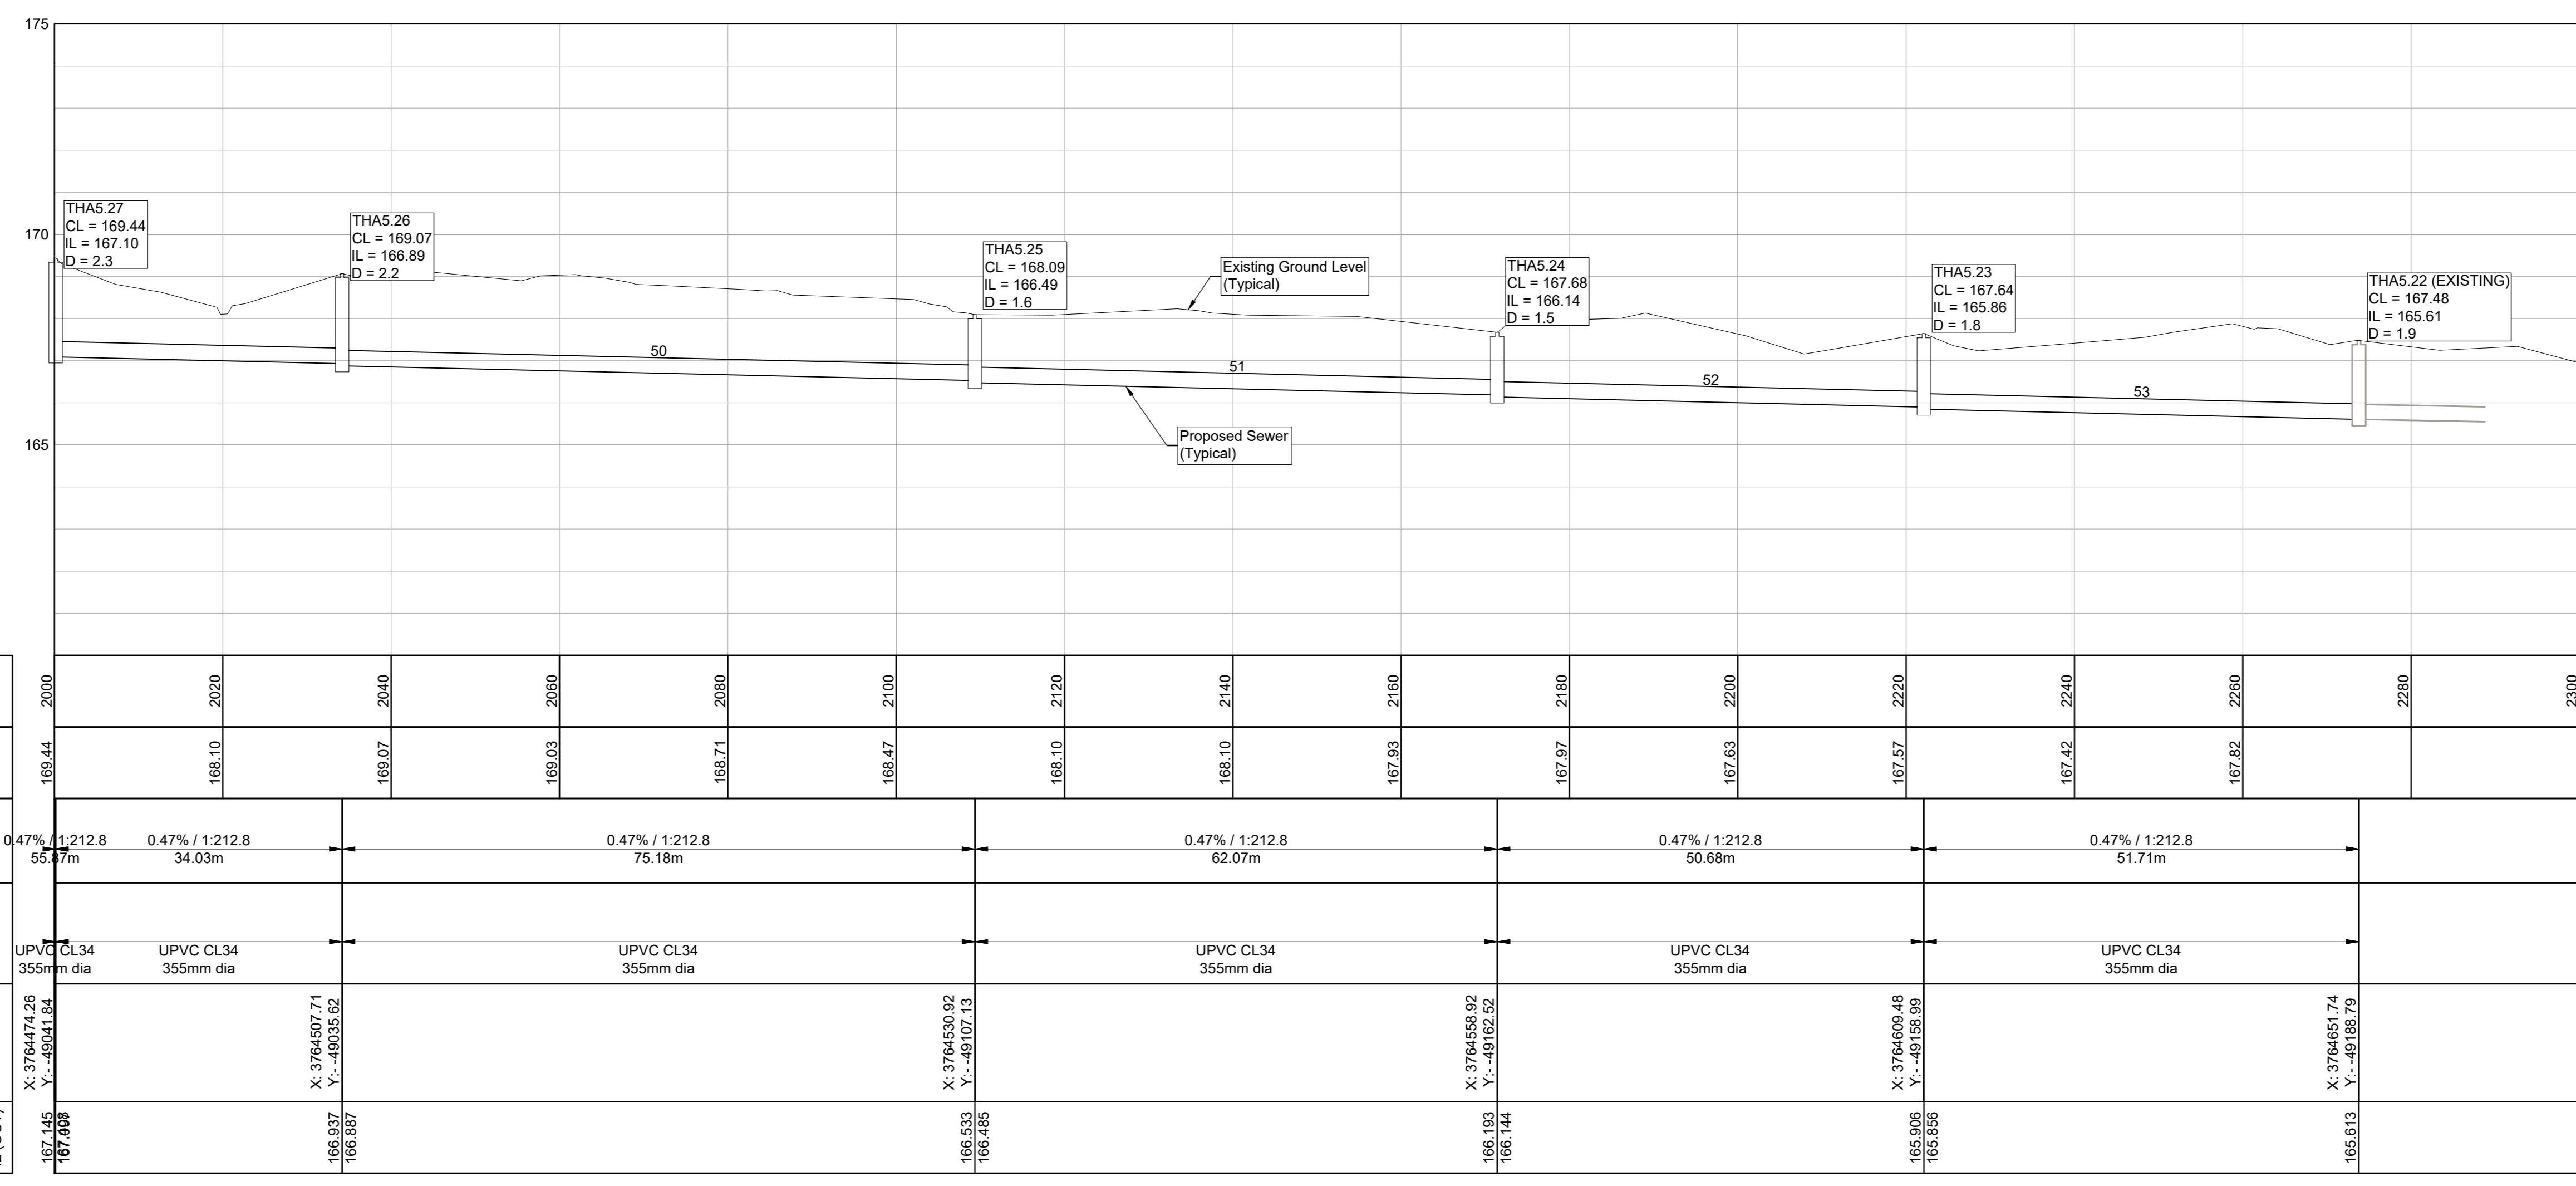 175
170
165
THA5.27
CL = 169.44
IL = 167.10
D = 2.3
THA5.26
CL = 169.07
IL = 166.89
D = 2.2
THA5.25
CL = 168.09
IL = 166.49
D = 1.6
Existing Ground Level
(Typical)
THA5.24
CL = 167.68
IL = 166.14
D = 1.5
THA5.23
CL = 167.64
IL = 165.86
D = 1.8
THA5.22 (EXISTING)
CL = 167.48
IL = 165.61
D = 1.9
50
51
52
53
Proposed Sewer
(Typical)
2000
2020
2040
2060
2080
2100
2120
2140
2160
2180
2200
2220
2240
2260
2280
2300
169.44
168.10
169.07
169.03
168.71
168.47
168.10
168.10
167.93
167.97
167.63
167.57
167.42
167.82
0.47% / 1:212.8
55.87m
0.47% / 1:212.8
34.03m
0.47% / 1:212.8
75.18m
0.47% / 1:212.8
62.07m
0.47% / 1:212.8
50.68m
0.47% / 1:212.8
51.71m
UPVC CL34
355mm dia
UPVC CL34
355mm dia
UPVC CL34
355mm dia
UPVC CL34
355mm dia
UPVC CL34
355mm dia
UPVC CL34
355mm dia
X: 3764474.26
Y:- -49041.84
X: 3764507.71
Y:- -49035.62
X: 3764530.92
Y:- -49107.13
X: 3764558.92
Y:- -49162.52
X: 3764609.48
Y:- -49158.99
X: 3764651.74
Y:- -49188.79
167.145
166.937
166.887
166.533
166.485
166.193
166.144
165.906
165.856
165.613